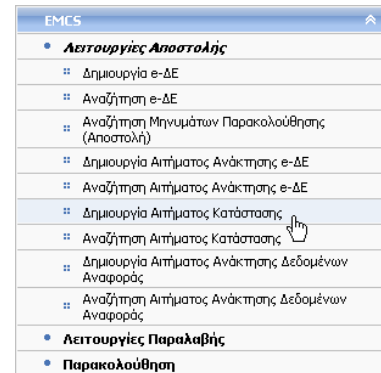 EMCS
Λειτουργίες Αποστολής
Δημιουργία e-ΔΕ
Αναζήτηση e-ΔΕ
Αναζήτηση Μηνυμάτων Παρακολούθησης
(Αποστολή)
Δημιουργία Αιτήματος Ανάκτησης e-ΔΕ
Αναζήτηση Αιτήματος Ανάκτησης e-ΔΕ
Δημιουργία Αιτήματος Κατάστασης
Αναζήτηση Αιτήματος Κατάστασης
Δημιουργία Αιτήματος Ανάκτησης Δεδομένων
Αναφοράς
Αναζήτηση Αιτήματος Ανάκτησης Δεδομένων
Αναφοράς
Λειτουργίες Παραλαβής
Παρακολούθηση